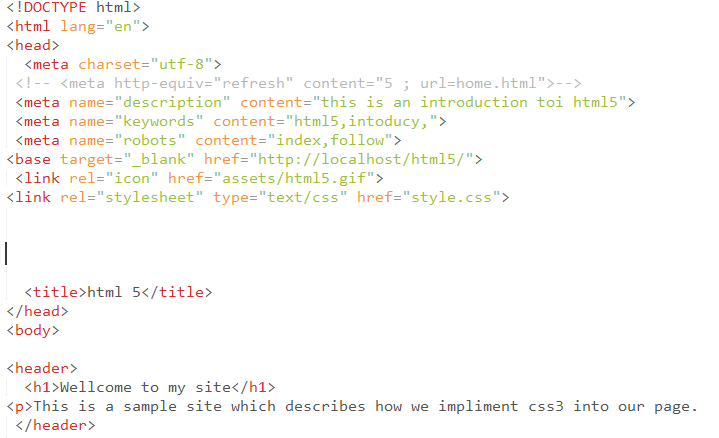 <!DOCTYPE html>
<html lang="en">
<head>
<meta charset="utf-8">
<!-- <meta http-equiv="refresh" content="5 ; url=home.html">-->
<meta name="description" content="this is an introduction toi html5">
<meta name="keywords" content="html5,intoducy,">
<meta name="robots" content="index,follow">
<base target="_blank" href="http://localhost/html5/">
<link rel="icon" href="assets/html5.gif">
<link rel="stylesheet" type="text/css" href="style.css">
<title>html 5</title>
</head>
<body>
<header>
<h1>Wellcome to my site</h1>
<p>This is a sample site which describes how we impliment css3 into our page.
</header>